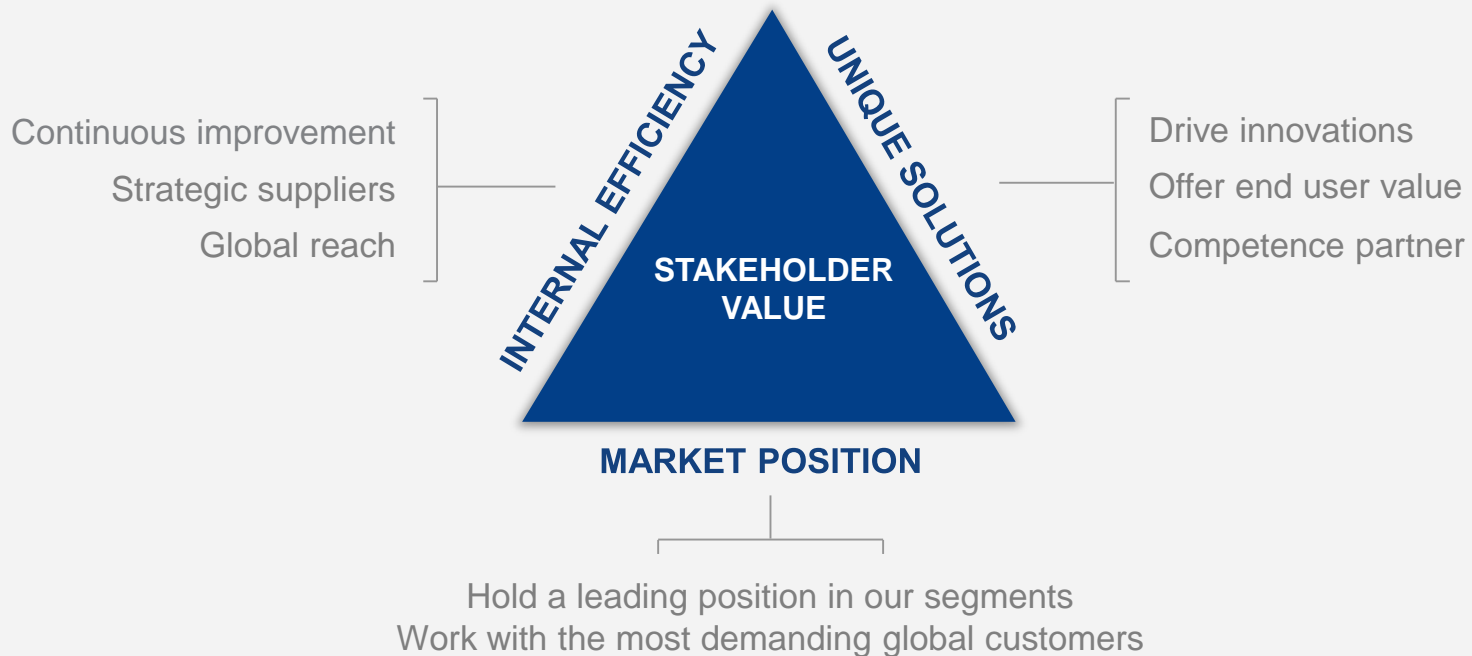 INTERNAL EFFICIENCY
Continuous improvement
Strategic suppliers
Global reach
UNIQUE SOLUTIONS
Drive innovations
Offer end user value
Competence partner
STAKEHOLDER
VALUE
MARKET POSITION
Hold a leading position in our segments
Work with the most demanding global customers